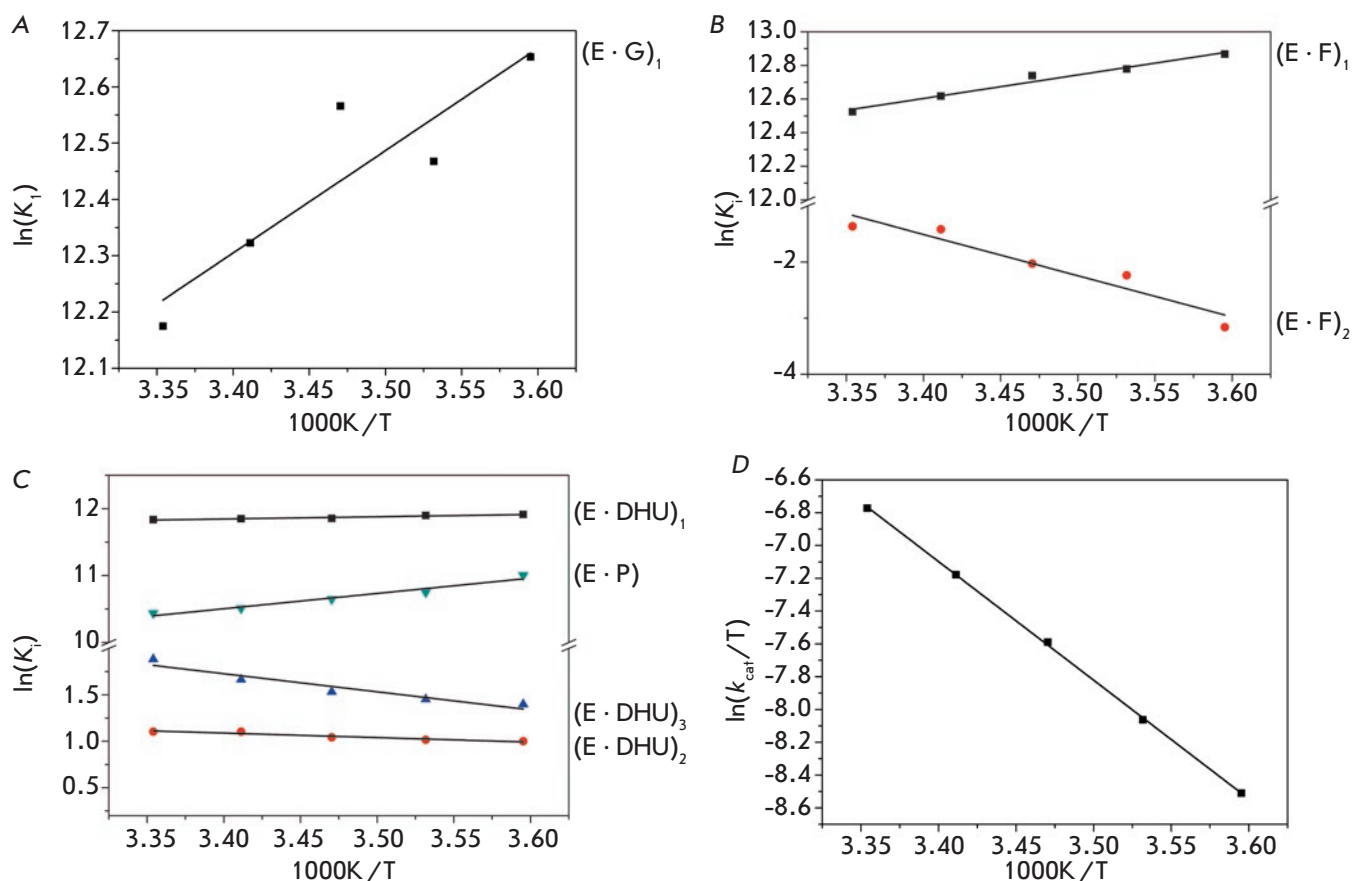 A
12.7
12.6
12.5
12.4
12.3
12.2
12.1
ln(K₁)
(E · G)₁
3.35 3.40 3.45 3.50 3.55 3.60
1000K/T
B
13.0
12.8
12.6
12.4
12.2
12.0
-2
-4
ln(Kᵢ)
(E · F)₁
(E · F)₂
3.35 3.40 3.45 3.50 3.55 3.60
1000K/T
C
12
11
10
1.5
1.0
0.5
ln(Kᵢ)
(E · DHU)₁
(E · P)
(E · DHU)₃
(E · DHU)₂
3.35 3.40 3.45 3.50 3.55 3.60
1000K/T
D
-6.6
-6.8
-7.0
-7.2
-7.4
-7.6
-7.8
-8.0
-8.2
-8.4
-8.6
ln(k_cat/T)
3.35 3.40 3.45 3.50 3.55 3.60
1000K/T